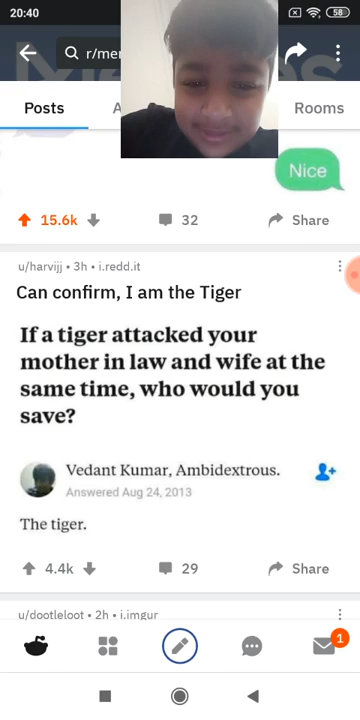 20:40
58
r/mer
Posts
A
Rooms
Nice
15.6k
32
Share
u/harvijj • 3h • i.redd.it
Can confirm, I am the Tiger
If a tiger attacked your
mother in law and wife at the
same time, who would you
save?
Vedant Kumar, Ambidextrous.
Answered Aug 24, 2013
The tiger.
4.4k
29
Share
u/dootleloot • 2h • i.imgur
1